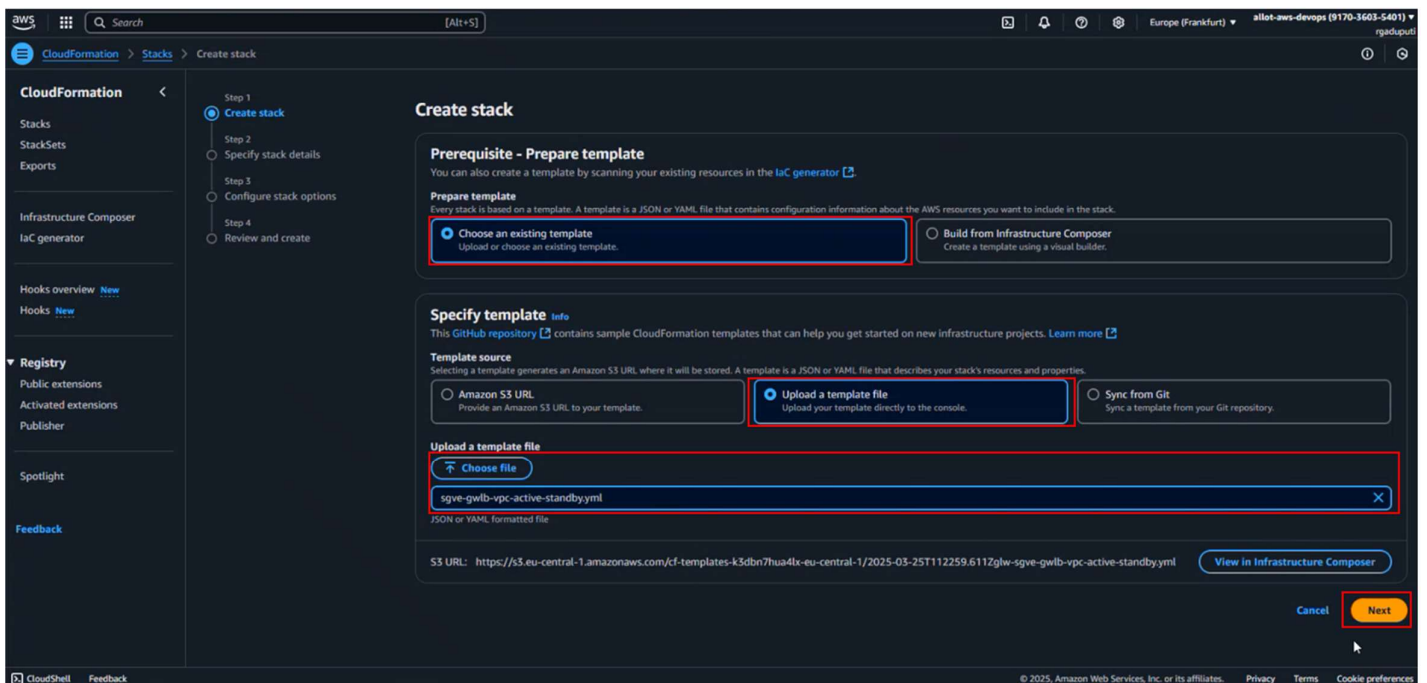 aws
Search [Alt+S]
Europe (Frankfurt)
allot-aws-devops (9170-3603-5401)
rgaduputi
CloudFormation > Stacks > Create stack
CloudFormation
Stacks
StackSets
Exports
Infrastructure Composer
IaC generator
Hooks overview New
Hooks New
Registry
Public extensions
Activated extensions
Publisher
Spotlight
Feedback
Step 1
Create stack
Step 2
Specify stack details
Step 3
Configure stack options
Step 4
Review and create
Create stack
Prerequisite - Prepare template
You can also create a template by scanning your existing resources in the IaC generator.
Prepare template
Every stack is based on a template. A template is a JSON or YAML file that contains configuration information about the AWS resources you want to include in the stack.
Choose an existing template
Upload or choose an existing template.
Build from Infrastructure Composer
Create a template using a visual builder.
Specify template Info
This GitHub repository contains sample CloudFormation templates that can help you get started on new infrastructure projects. Learn more
Template source
Selecting a template generates an Amazon S3 URL where it will be stored. A template is a JSON or YAML file that describes your stack's resources and properties.
Amazon S3 URL
Provide an Amazon S3 URL to your template.
Upload a template file
Upload your template directly to the console.
Sync from Git
Sync a template from your Git repository.
Upload a template file
Choose file
sgve-gwlb-vpc-active-standby.yml
JSON or YAML formatted file
S3 URL: https://s3.eu-central-1.amazonaws.com/cf-templates-k3dbn7hua4lx-eu-central-1/2025-03-25T112259.611Zglw-sgve-gwlb-vpc-active-standby.yml
View in Infrastructure Composer
Cancel
Next
CloudShell Feedback
© 2025, Amazon Web Services, Inc. or its affiliates. Privacy Terms Cookie preferences